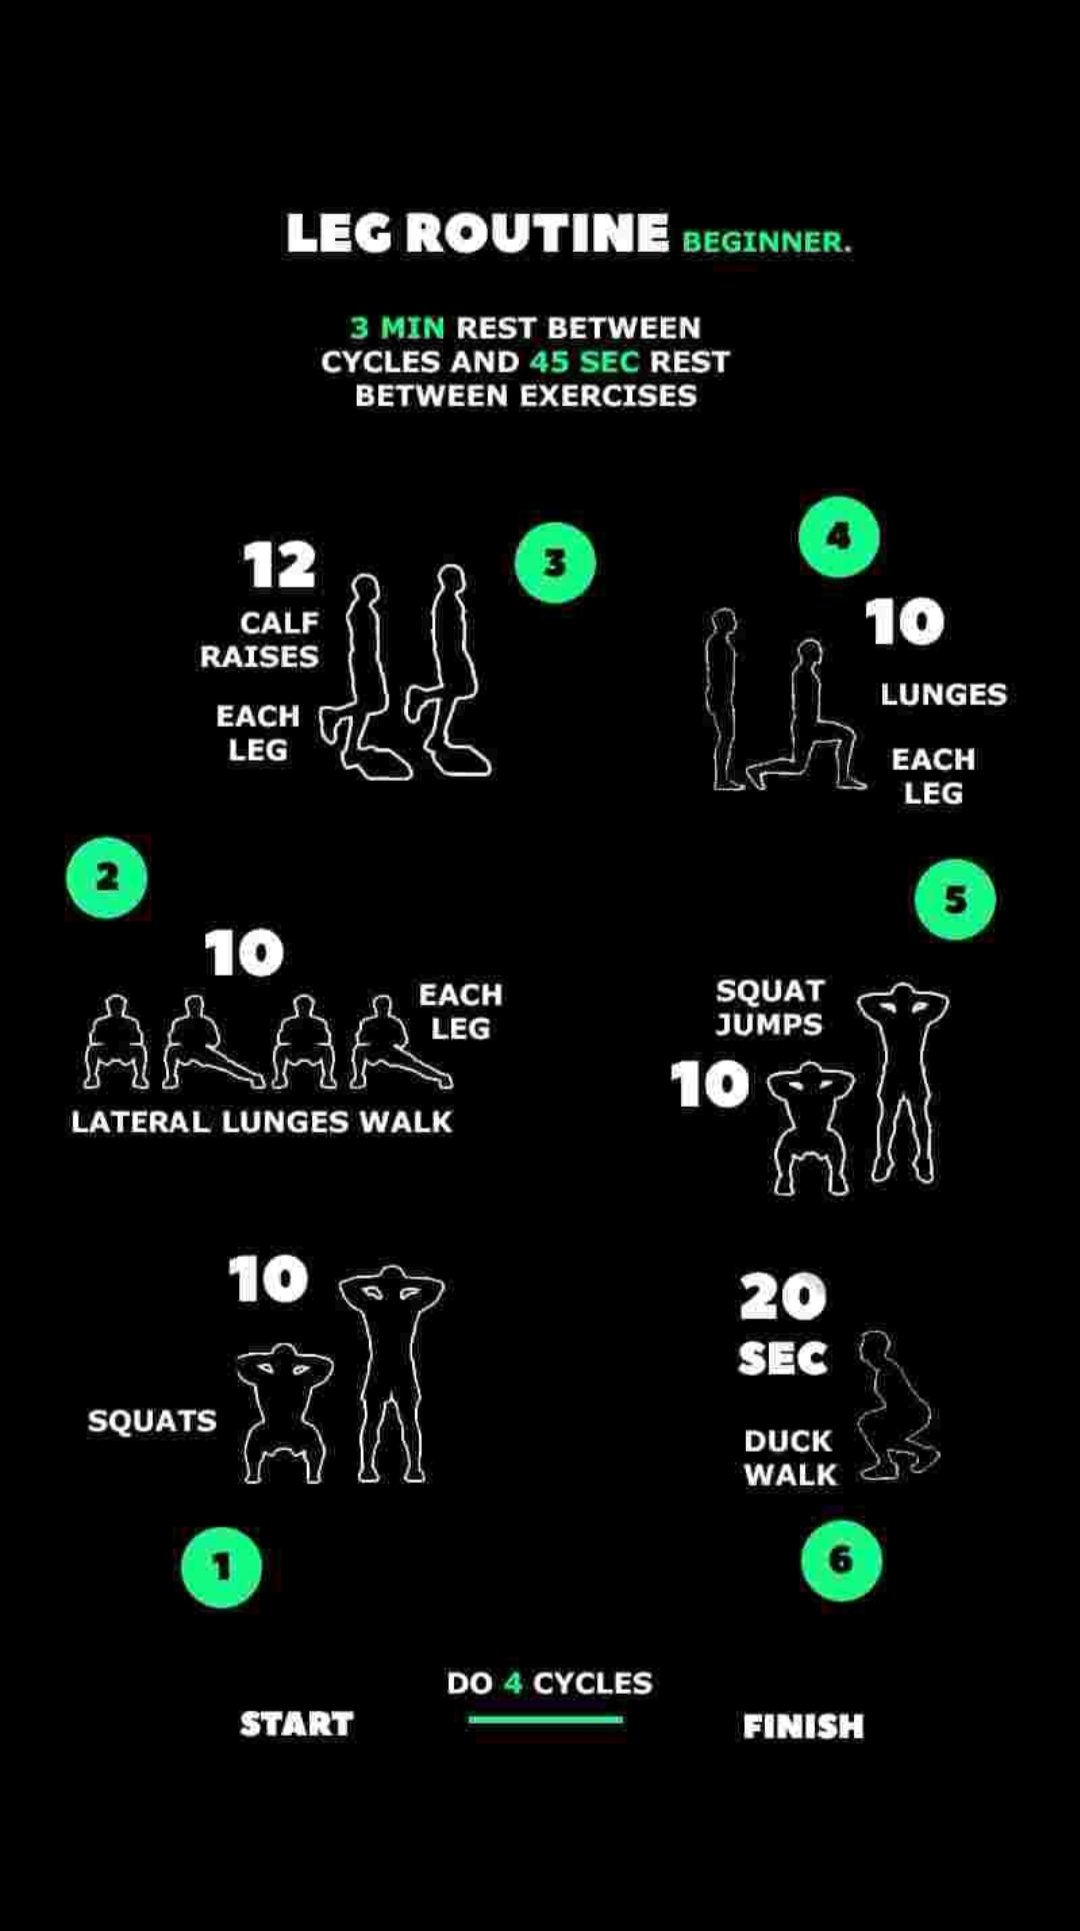 LEG ROUTINE BEGINNER.
3 MIN REST BETWEEN
CYCLES AND 45 SEC REST
BETWEEN EXERCISES
3
12
CALF
RAISES
EACH
LEG
4
10
LUNGES
EACH
LEG
2
10
EACH
LEG
LATERAL LUNGES WALK
5
SQUAT
JUMPS
10
10
SQUATS
1
20
SEC
DUCK
WALK
6
DO 4 CYCLES
START
FINISH